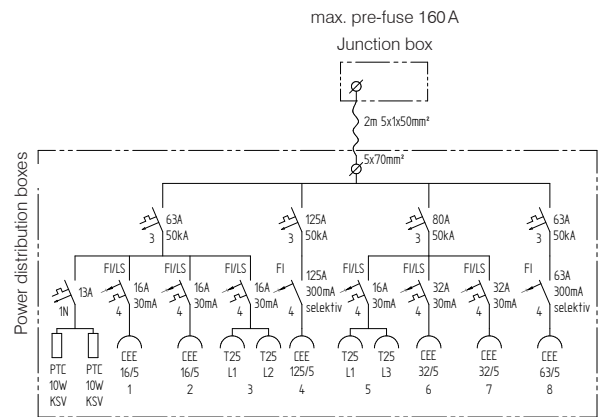 max. pre-fuse 160 A
Junction box
2m 5x1x50mm²
5x70mm²
Power distribution boxes
63A
50kA
3
125A
50kA
3
80A
50kA
3
63A
50kA
3
13A
1N
FI/LS
16A
30mA
4
FI/LS
16A
30mA
4
FI/LS
16A
30mA
4
FI
125A
300mA
selektiv
4
FI/LS
16A
30mA
4
FI/LS
32A
30mA
4
FI/LS
32A
30mA
4
FI
63A
300mA
selektiv
4
PTC
10W
KSV
PTC
10W
KSV
CEE
16/5
1
CEE
16/5
2
T25
L1
T25
L2
3
CEE
125/5
4
T25
L1
T25
L3
5
CEE
32/5
6
CEE
32/5
7
CEE
63/5
8